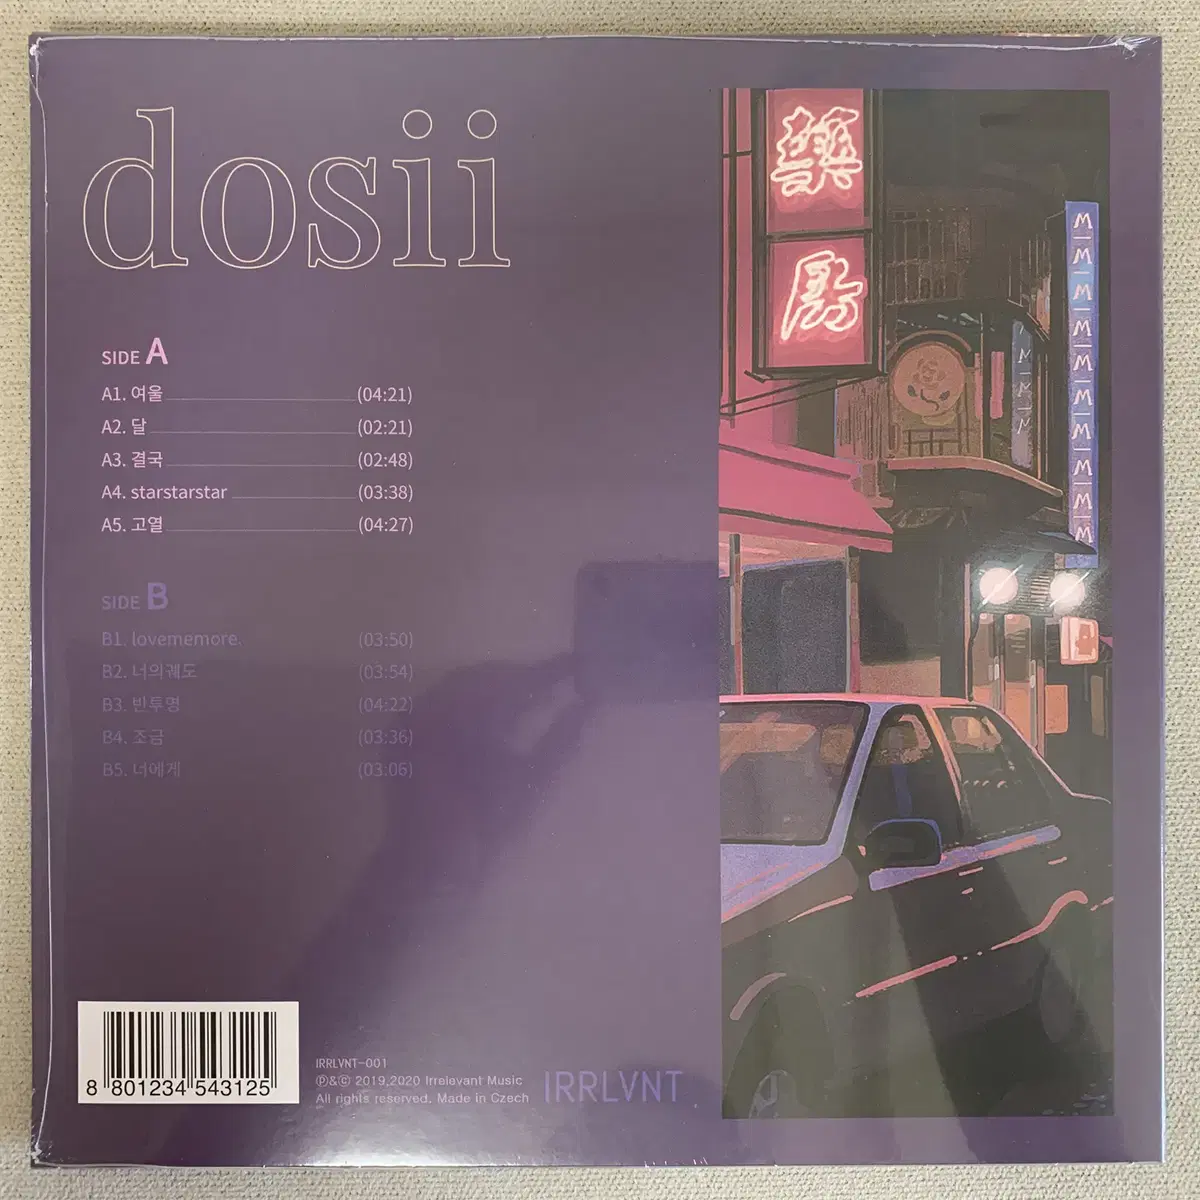 dosii
SIDE A
A1. 여울 (04:21)
A2. 달 (02:21)
A3. 결국 (02:48)
A4. starstarstar (03:38)
A5. 고열 (04:27)
SIDE B
B1. lovememore. (03:50)
B2. 너의궤도 (03:54)
B3. 반투명 (04:22)
B4. 조금 (03:36)
B5. 너에게 (03:06)
M
M
M
M
M
M
M
M
M
M
8 801234 543125
IRRLVNT-001
Ⓟ&© 2019,2020 Irrelevant Music
All rights reserved. Made in Czech
IRRLVNT